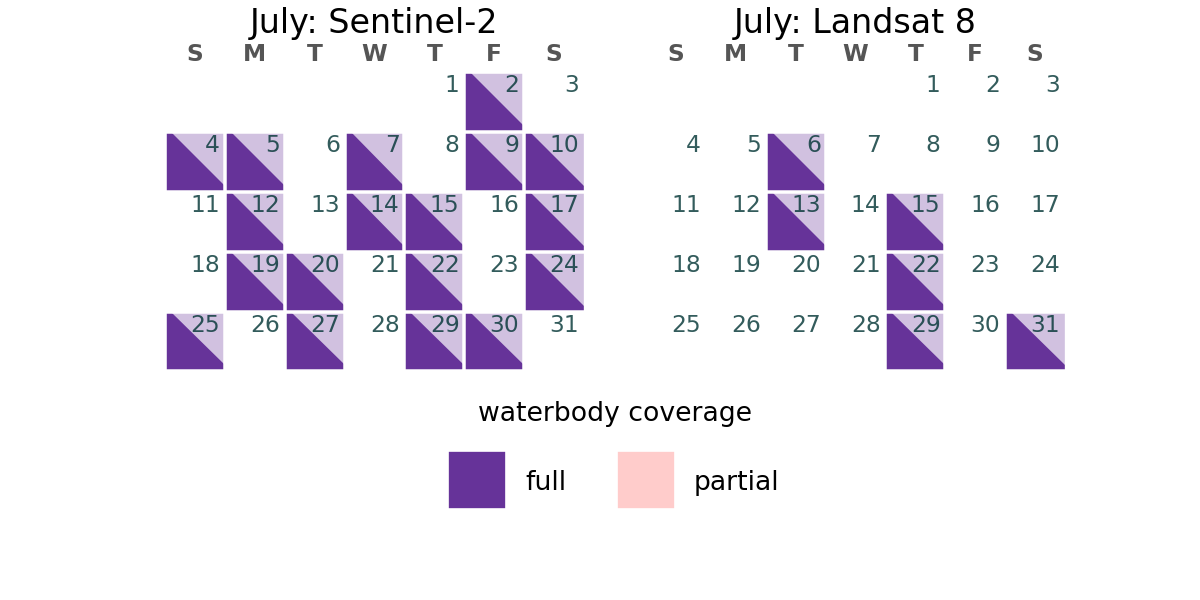 July: Sentinel-2
S M T W T F S
1 2 3
4 5 6 7 8 9 10
11 12 13 14 15 16 17
18 19 20 21 22 23 24
25 26 27 28 29 30 31
July: Landsat 8
S M T W T F S
1 2 3
4 5 6 7 8 9 10
11 12 13 14 15 16 17
18 19 20 21 22 23 24
25 26 27 28 29 30 31
waterbody coverage
full
partial